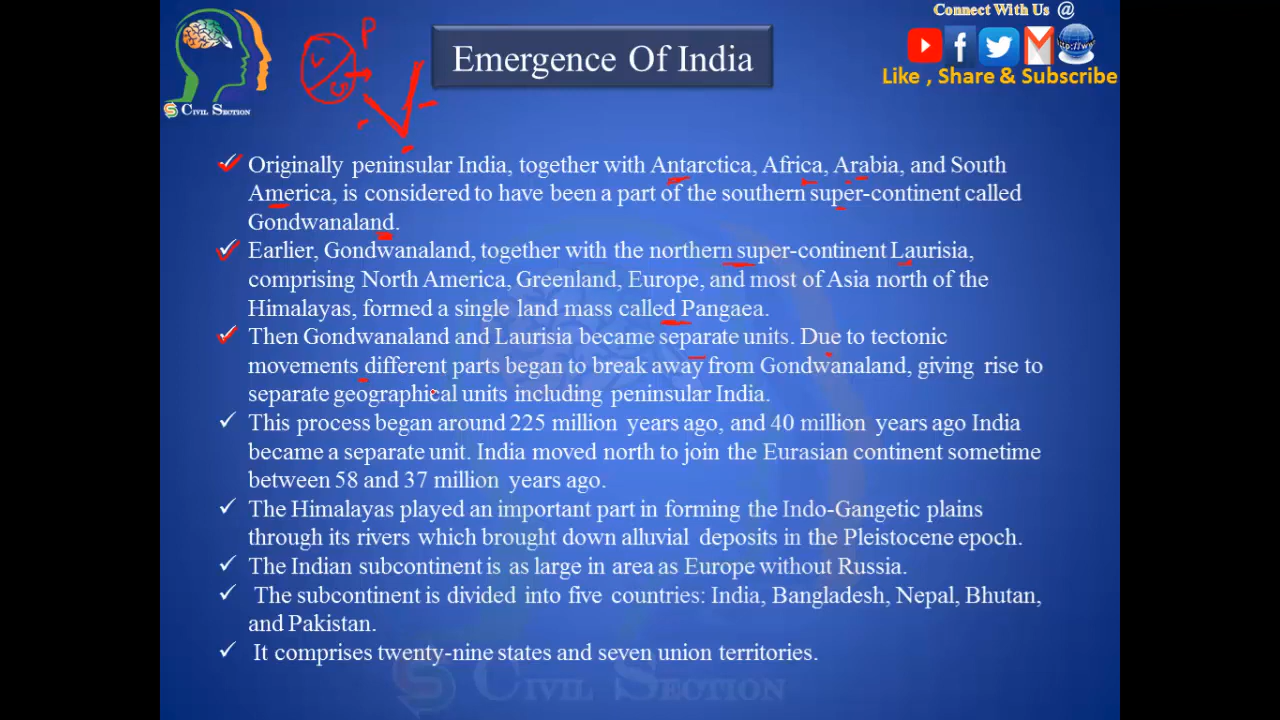 Connect With Us @
Emergence Of India
http://ww
Like , Share & Subscribe
CIVIL SECTION
P
L
G
Originally peninsular India, together with Antarctica, Africa, Arabia, and South
America, is considered to have been a part of the southern super-continent called
Gondwanaland.
Earlier, Gondwanaland, together with the northern super-continent Laurisia,
comprising North America, Greenland, Europe, and most of Asia north of the
Himalayas, formed a single land mass called Pangaea.
Then Gondwanaland and Laurisia became separate units. Due to tectonic
movements different parts began to break away from Gondwanaland, giving rise to
separate geographical units including peninsular India.
This process began around 225 million years ago, and 40 million years ago India
became a separate unit. India moved north to join the Eurasian continent sometime
between 58 and 37 million years ago.
The Himalayas played an important part in forming the Indo-Gangetic plains
through its rivers which brought down alluvial deposits in the Pleistocene epoch.
The Indian subcontinent is as large in area as Europe without Russia.
The subcontinent is divided into five countries: India, Bangladesh, Nepal, Bhutan,
and Pakistan.
It comprises twenty-nine states and seven union territories.
CIVIL SECTION